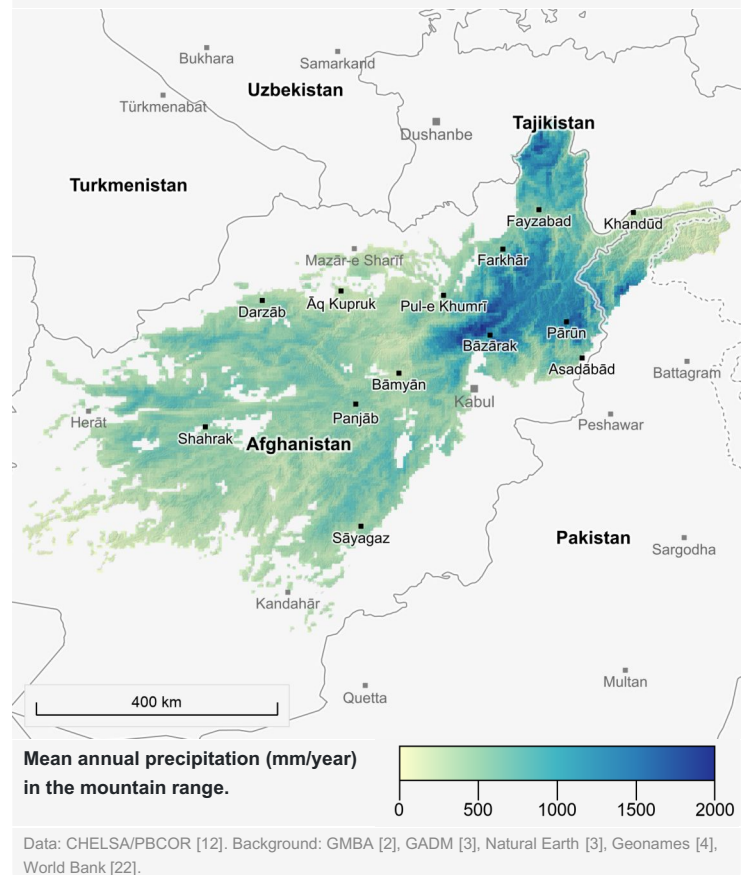 Bukhara
Samarkand
Uzbekistan
Türkmenabat
Tajikistan
Dushanbe
Turkmenistan
Fayzabad
Khandūd
Farkhār
Mazār-e Sharīf
Āq Kupruk
Pul-e Khumrī
Darzāb
Pārūn
Bāzārak
Asadābād
Battagram
Bāmyān
Kabul
Panjāb
Herāt
Peshawar
Shahrak
Afghanistan
Sāyagaz
Pakistan
Sargodha
Kandahār
Multan
Quetta
400 km
Mean annual precipitation (mm/year)
in the mountain range.
0 500 1000 1500 2000
Data: CHELSA/PBCOR [12]. Background: GMBA [2], GADM [3], Natural Earth [3], Geonames [4],
World Bank [22].